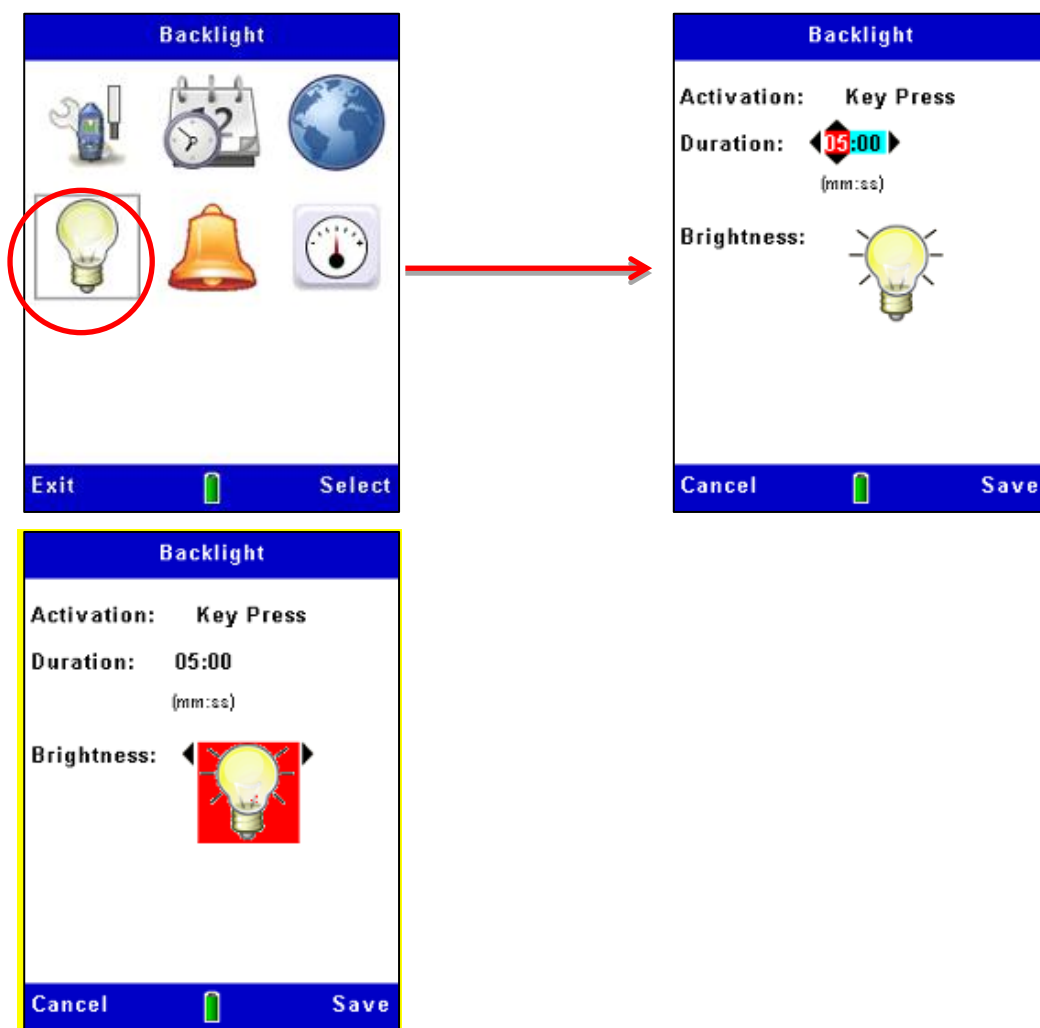 Backlight
12
Exit
Select
Backlight
Activation: Key Press
Duration: 05:00
(mm:ss)
Brightness:
Cancel
Save
Backlight
Activation: Key Press
Duration: 05:00
(mm:ss)
Brightness:
Cancel
Save